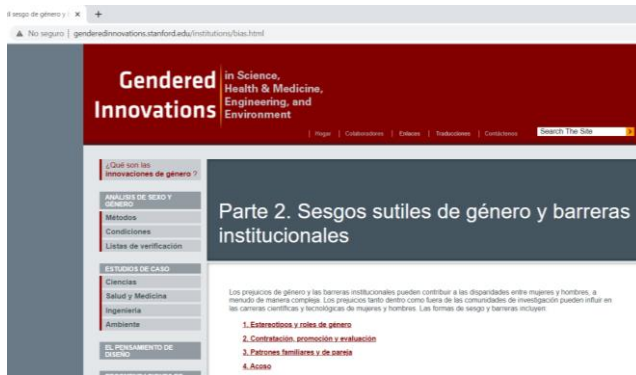 l sesgo de género y
No seguro | genderedinnovations.stanford.edu/institutions/bias.html
Gendered Innovations
in Science,
Health & Medicine,
Engineering, and
Environment
| Hogar | Colaboradores | Enlaces | Traducciones | Contáctenos
Search The Site
¿Qué son las
innovaciones de género ?
ANÁLISIS DE SEXO Y
GÉNERO
Métodos
Condiciones
Listas de verificación
ESTUDIOS DE CASO
Ciencias
Salud y Medicina
Ingeniería
Ambiente
EL PENSAMIENTO DE
DISEÑO
Parte 2. Sesgos sutiles de género y barreras
institucionales
Los prejuicios de género y las barreras institucionales pueden contribuir a las disparidades entre mujeres y hombres, a
menudo de manera compleja. Los prejuicios tanto dentro como fuera de las comunidades de investigación pueden influir en
las carreras científicas y tecnológicas de mujeres y hombres. Las formas de sesgo y barreras incluyen:
1. Estereotipos y roles de género
2. Contratación, promoción y evaluación
3. Patrones familiares y de pareja
4. Acoso